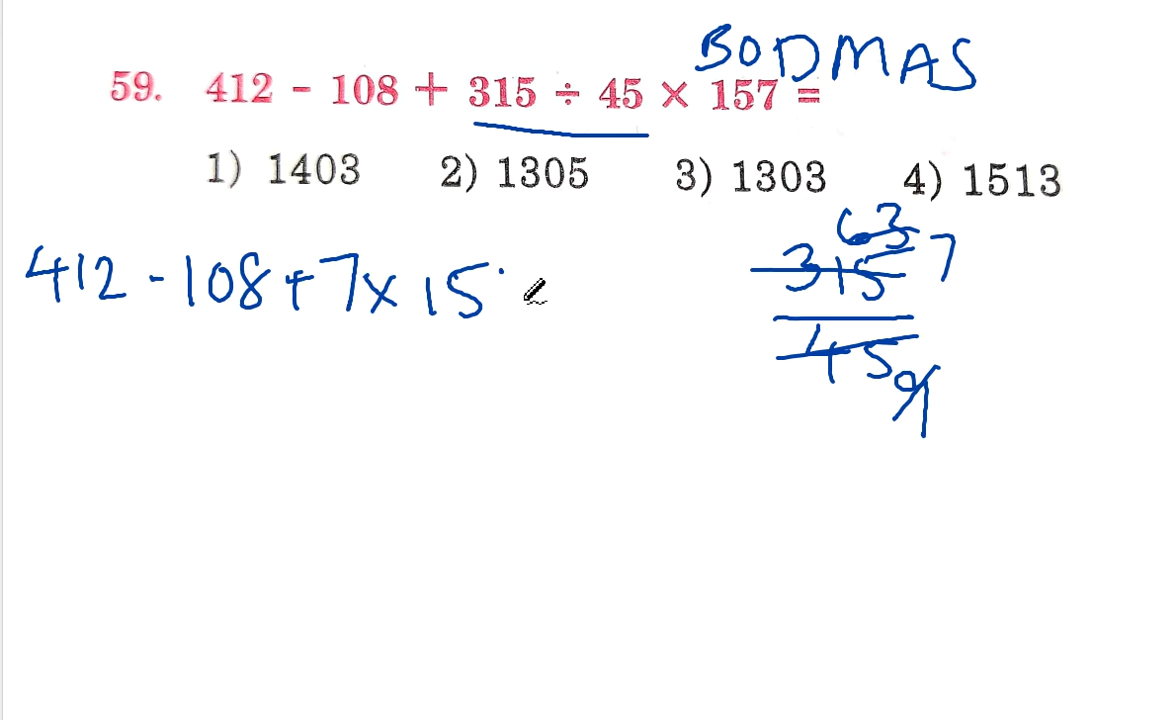 BODMAS
59. 412 - 108 + 315 ÷ 45 × 157 =
1) 1403 2) 1305 3) 1303 4) 1513
63
412 - 108 + 7 × 15
315 7
45 9